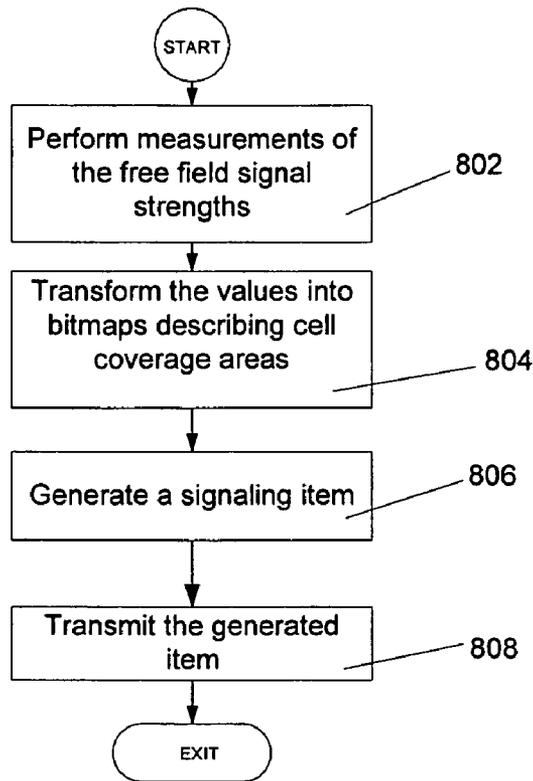 START
Perform measurements of
the free field signal
strengths
802
Transform the values into
bitmaps describing cell
coverage areas
804
Generate a signaling item
806
Transmit the generated
item
808
EXIT